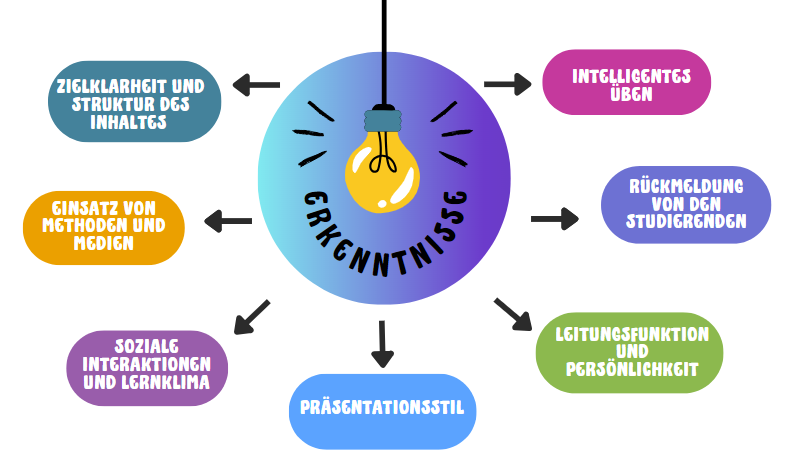 ZIELKLARHEIT UND
STRUKTUR DES
INHALTES
INTELLIGENTES
ÜBEN
EINSATZ VON
METHODEN UND
MEDIEN
ERKENNTNISSE
RÜCKMELDUNG
VON DEN
STUDIERENDEN
SOZIALE
INTERAKTIONEN
UND LERNKLIMA
PRÄSENTATIONSSTIL
LEITUNGSFUNKTION
UND
PERSÖNLICHKEIT